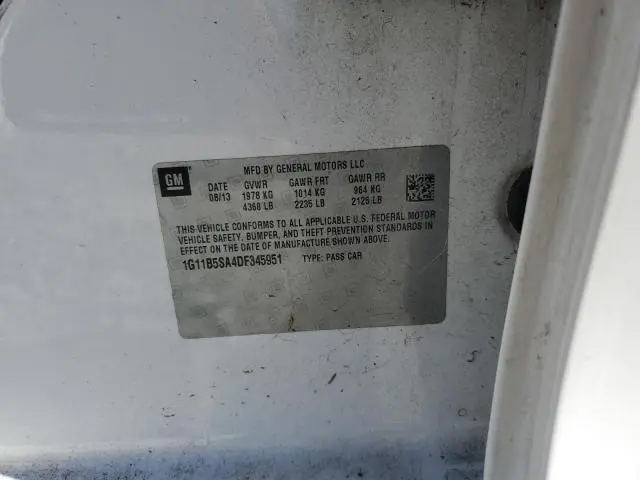 GM
MFD BY GENERAL MOTORS LLC
DATE GVWR GAWR FRT GAWR RR
08/13 1978 KG 1014 KG 964 KG
4360 LB 2235 LB 2125 LB
THIS VEHICLE CONFORMS TO ALL APPLICABLE U.S. FEDERAL MOTOR
VEHICLE SAFETY, BUMPER, AND THEFT PREVENTION STANDARDS IN
EFFECT ON THE DATE OF MANUFACTURE SHOWN ABOVE.
1G11B5SA4DF345951 TYPE: PASS CAR